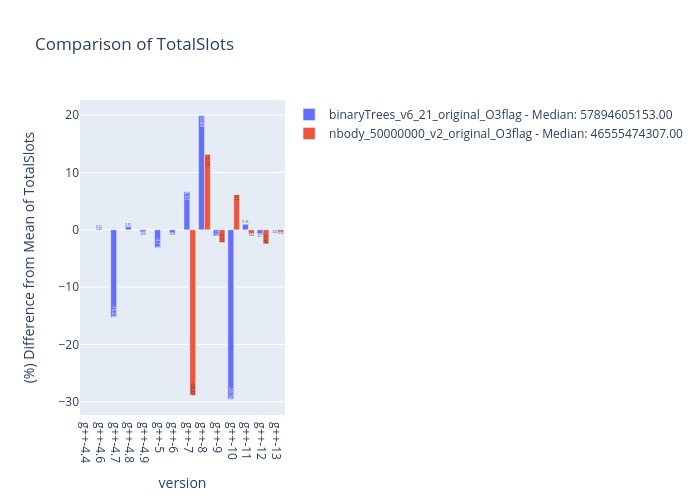 Comparison of TotalSlots
binaryTrees_v6_21_original_O3flag - Median: 57894605153.00
nbody_50000000_v2_original_O3flag - Median: 46555474307.00
(%) Difference from Mean of TotalSlots
20
10
0
−10
−20
−30
g++-4.4
g++-4.6
g++-4.7
g++-4.8
g++-4.9
g++-5
g++-6
g++-7
g++-8
g++-9
g++-10
g++-11
g++-12
g++-13
version